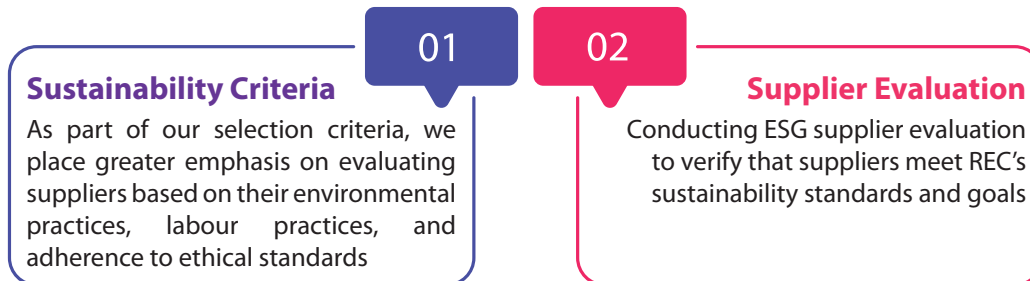 01
Sustainability Criteria
As part of our selection criteria, we
place greater emphasis on evaluating
suppliers based on their environmental
practices, labour practices, and
adherence to ethical standards
02
Supplier Evaluation
Conducting ESG supplier evaluation
to verify that suppliers meet REC’s
sustainability standards and goals